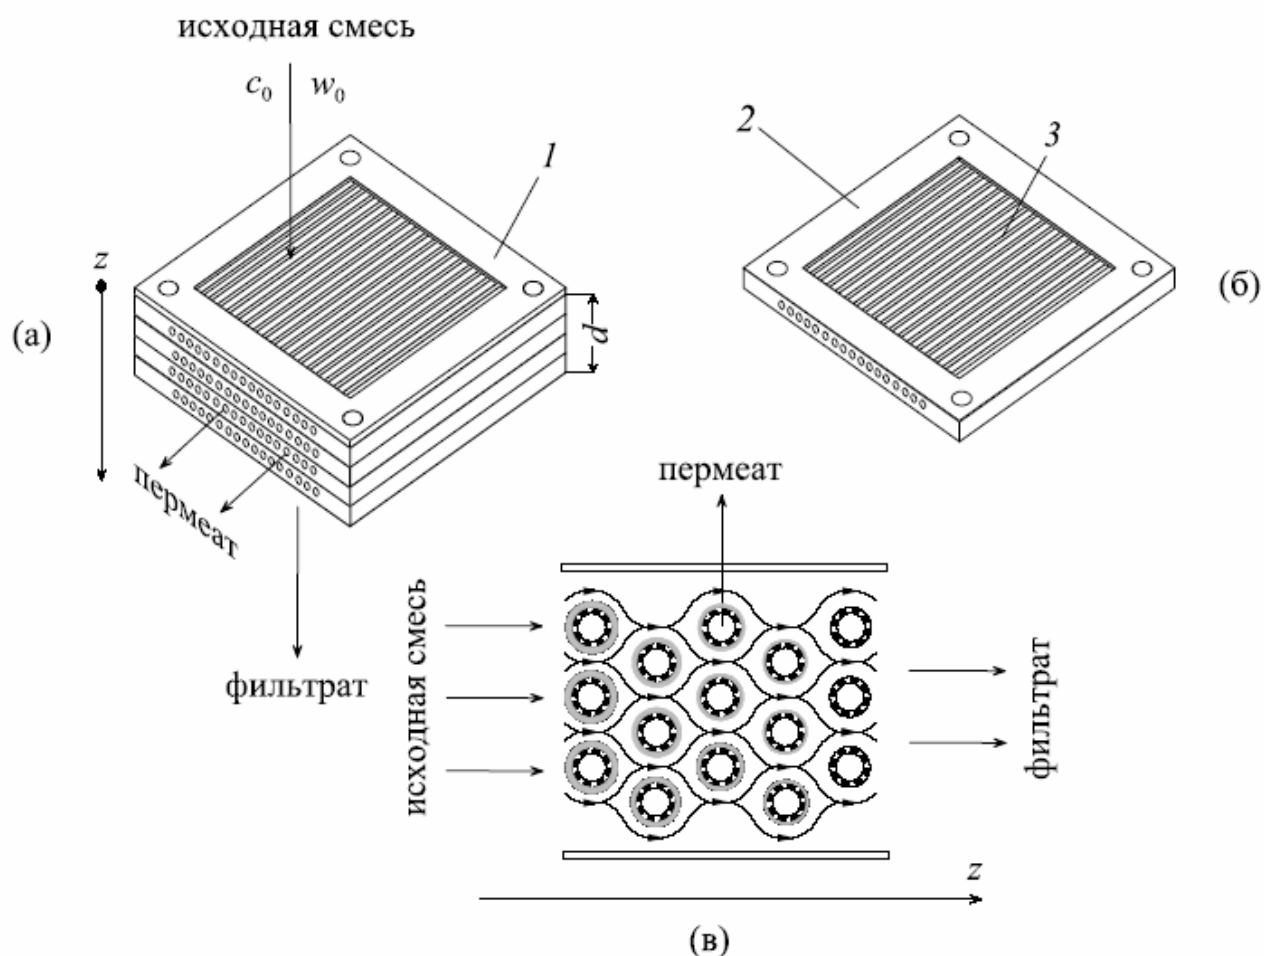 исходная смесь
c₀ w₀
1
z
d
(а)
пермеат
фильтрат
2
3
(б)
пермеат
исходная смесь
фильтрат
z
(в)